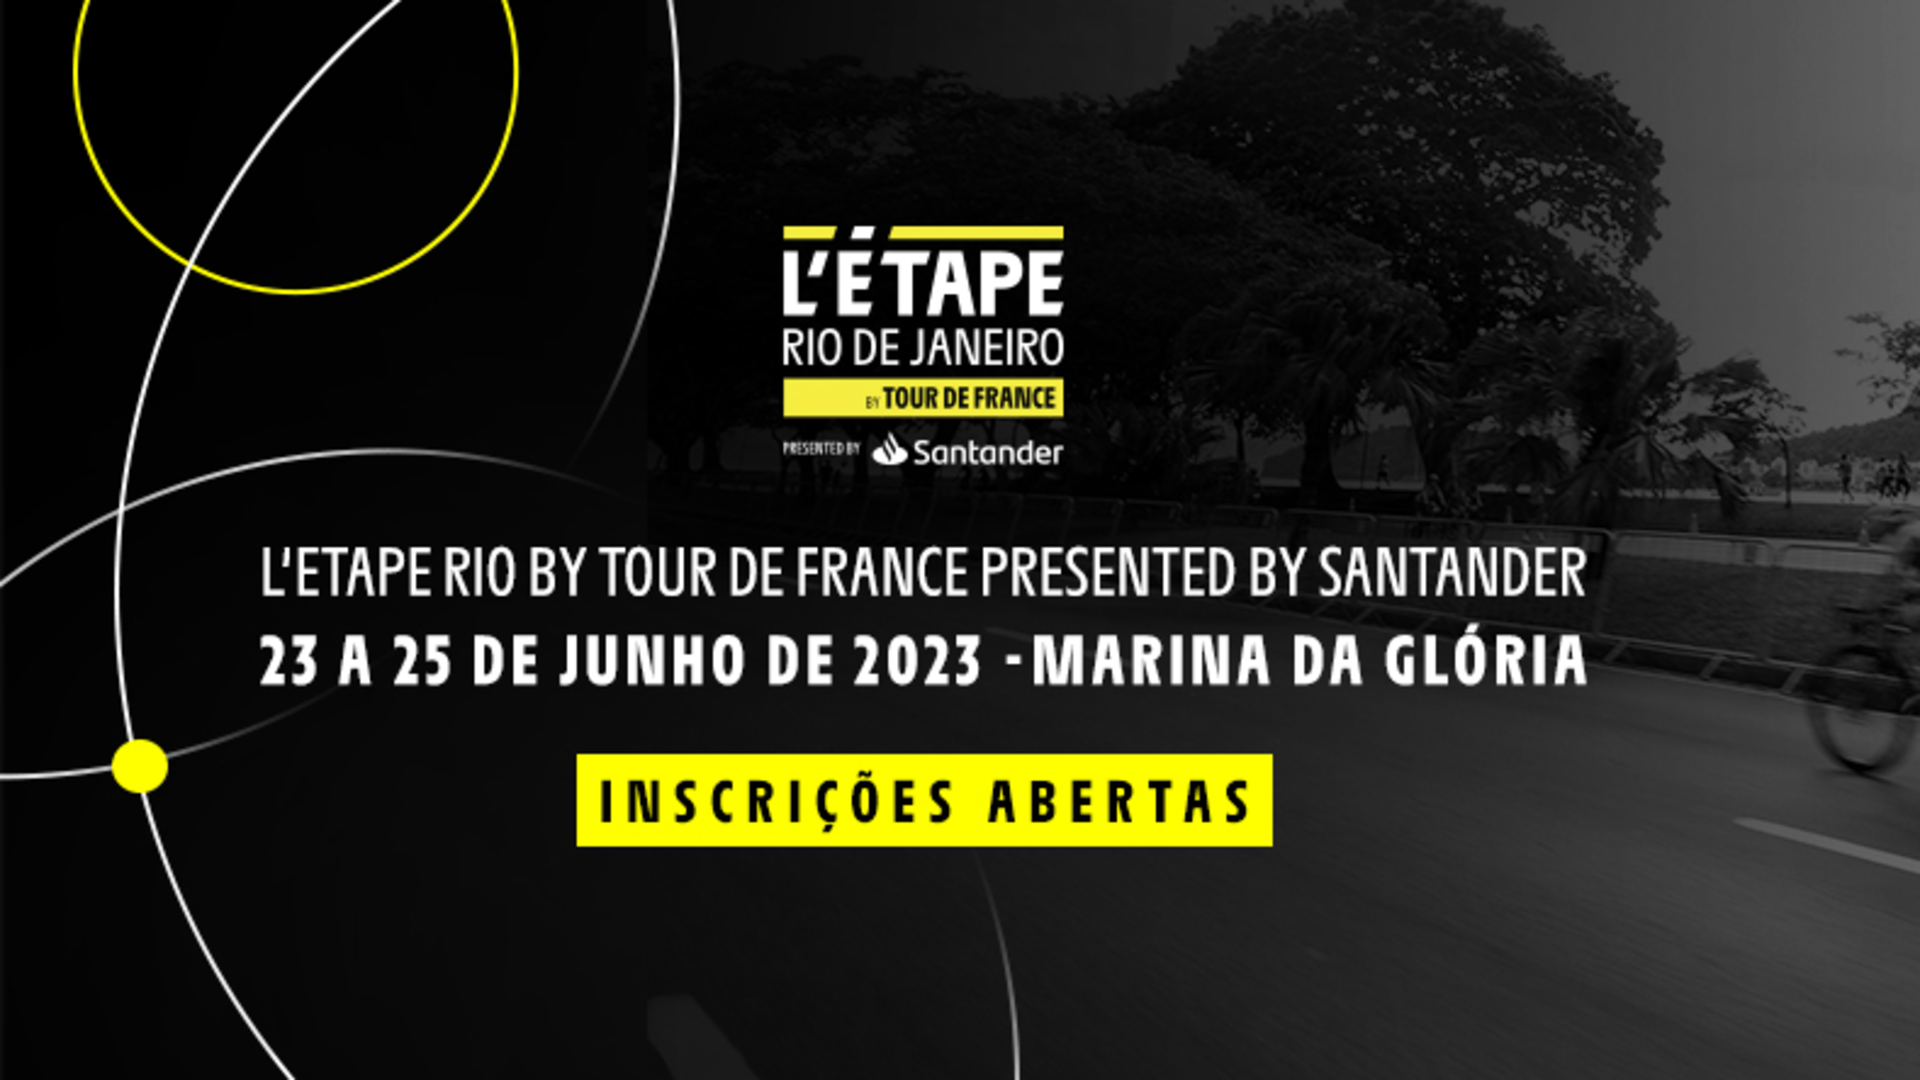 L'ÉTAPE
RIO DE JANEIRO
BY TOUR DE FRANCE
PRESENTED BY Santander
L'ETAPE RIO BY TOUR DE FRANCE PRESENTED BY SANTANDER
23 A 25 DE JUNHO DE 2023 -MARINA DA GLÓRIA
INSCRIÇÕES ABERTAS